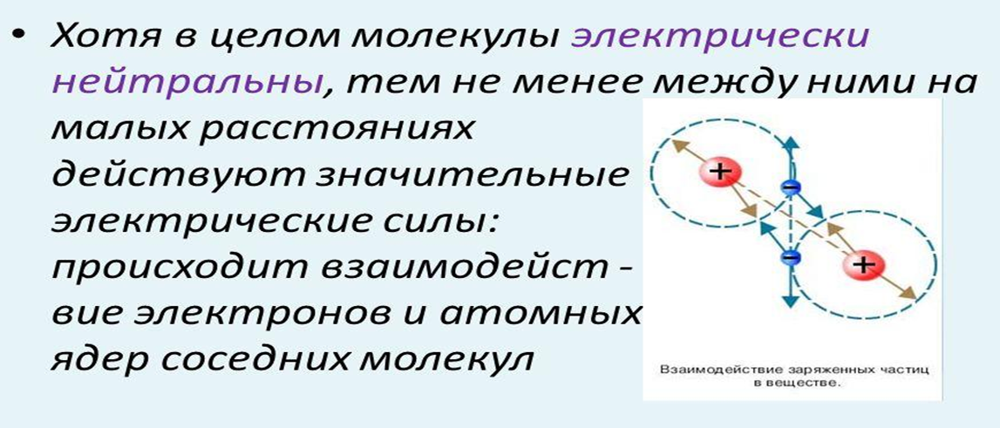 • Хотя в целом молекулы электрически
нейтральны, тем не менее между ними на
малых расстояниях
действуют значительные
электрические силы:
происходит взаимодейст -
вие электронов и атомных
ядер соседних молекул
+
−
−
+
Взаимодействие заряженных частиц
в веществе.